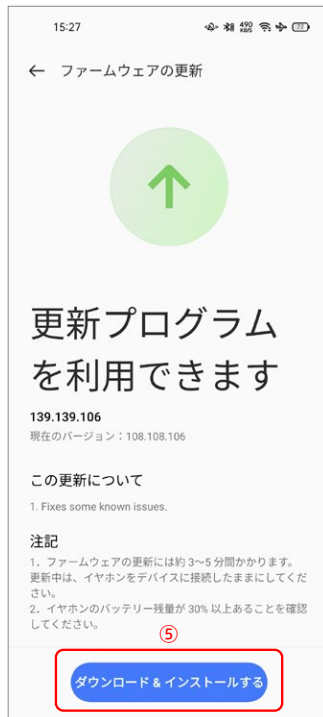 15:27 490 KB/S 77
← ファームウェアの更新
更新プログラム
を利用できます
139.139.106
現在のバージョン：108.108.106
この更新について
1. Fixes some known issues.
注記
1、ファームウェアの更新には約 3～5 分間かかります。
更新中は、イヤホンをデバイスに接続したままにしてくだ
さい。
2、イヤホンのバッテリー残量が 30% 以上あることを確認
してください。
⑤
ダウンロード & インストールする